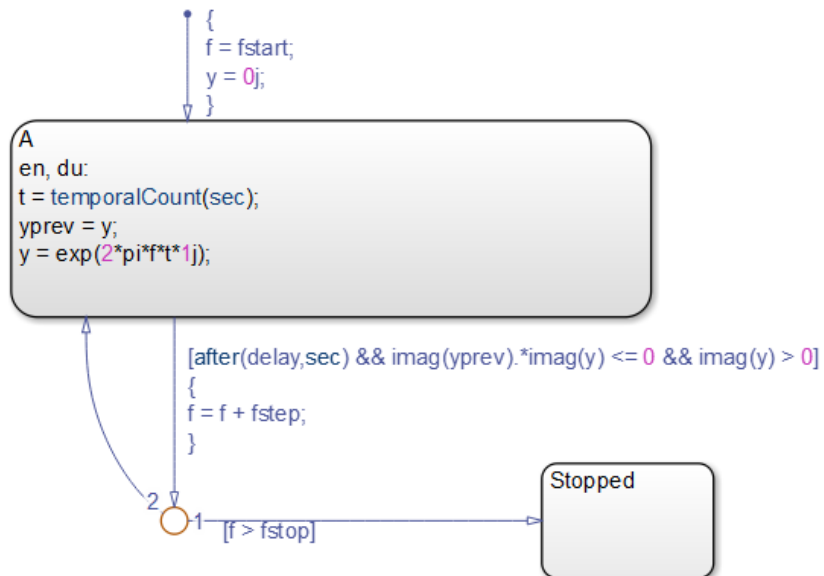 {
f = fstart;
y = 0j;
}
A
en, du:
t = temporalCount(sec);
yprev = y;
y = exp(2*pi*f*t*1j);
[after(delay,sec) && imag(yprev).*imag(y) <= 0 && imag(y) > 0]
{
f = f + fstep;
}
2
1
[f > fstop]
Stopped